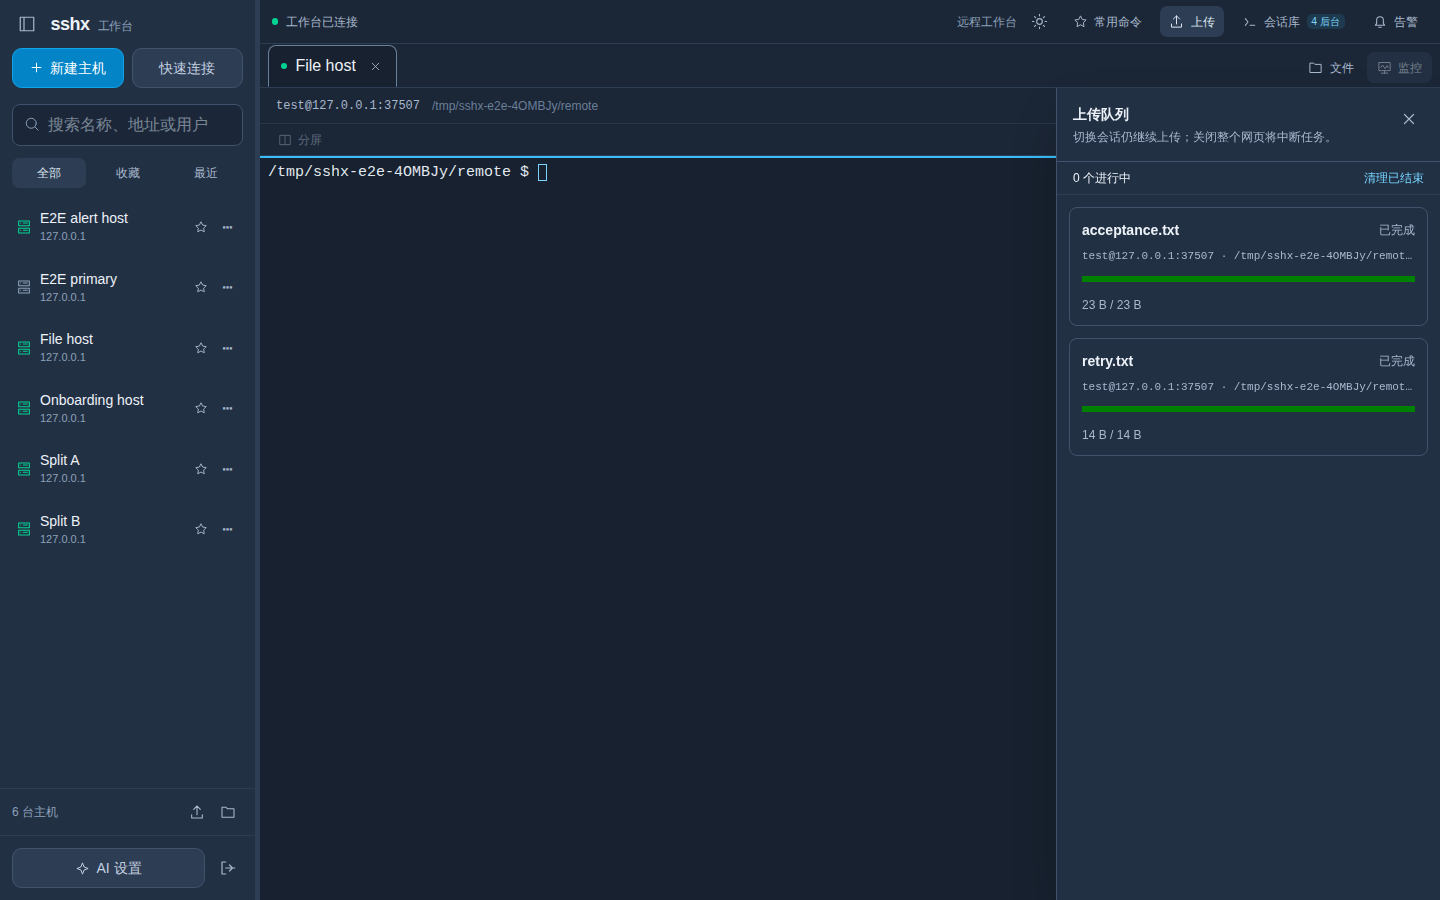 sshx 工作台
新建主机
快速连接
搜索名称、地址或用户
全部
收藏
最近
E2E alert host
127.0.0.1
E2E primary
127.0.0.1
File host
127.0.0.1
Onboarding host
127.0.0.1
Split A
127.0.0.1
Split B
127.0.0.1
6 台主机
AI 设置
工作台已连接
远程工作台
常用命令
上传
会话库 4 后台
告警
File host
文件
监控
test@127.0.0.1:37507 /tmp/sshx-e2e-4OMBJy/remote
分屏
/tmp/sshx-e2e-4OMBJy/remote $
上传队列
切换会话仍继续上传；关闭整个网页将中断任务。
0 个进行中
清理已结束
acceptance.txt
已完成
test@127.0.0.1:37507 · /tmp/sshx-e2e-4OMBJy/remot…
23 B / 23 B
retry.txt
已完成
test@127.0.0.1:37507 · /tmp/sshx-e2e-4OMBJy/remot…
14 B / 14 B